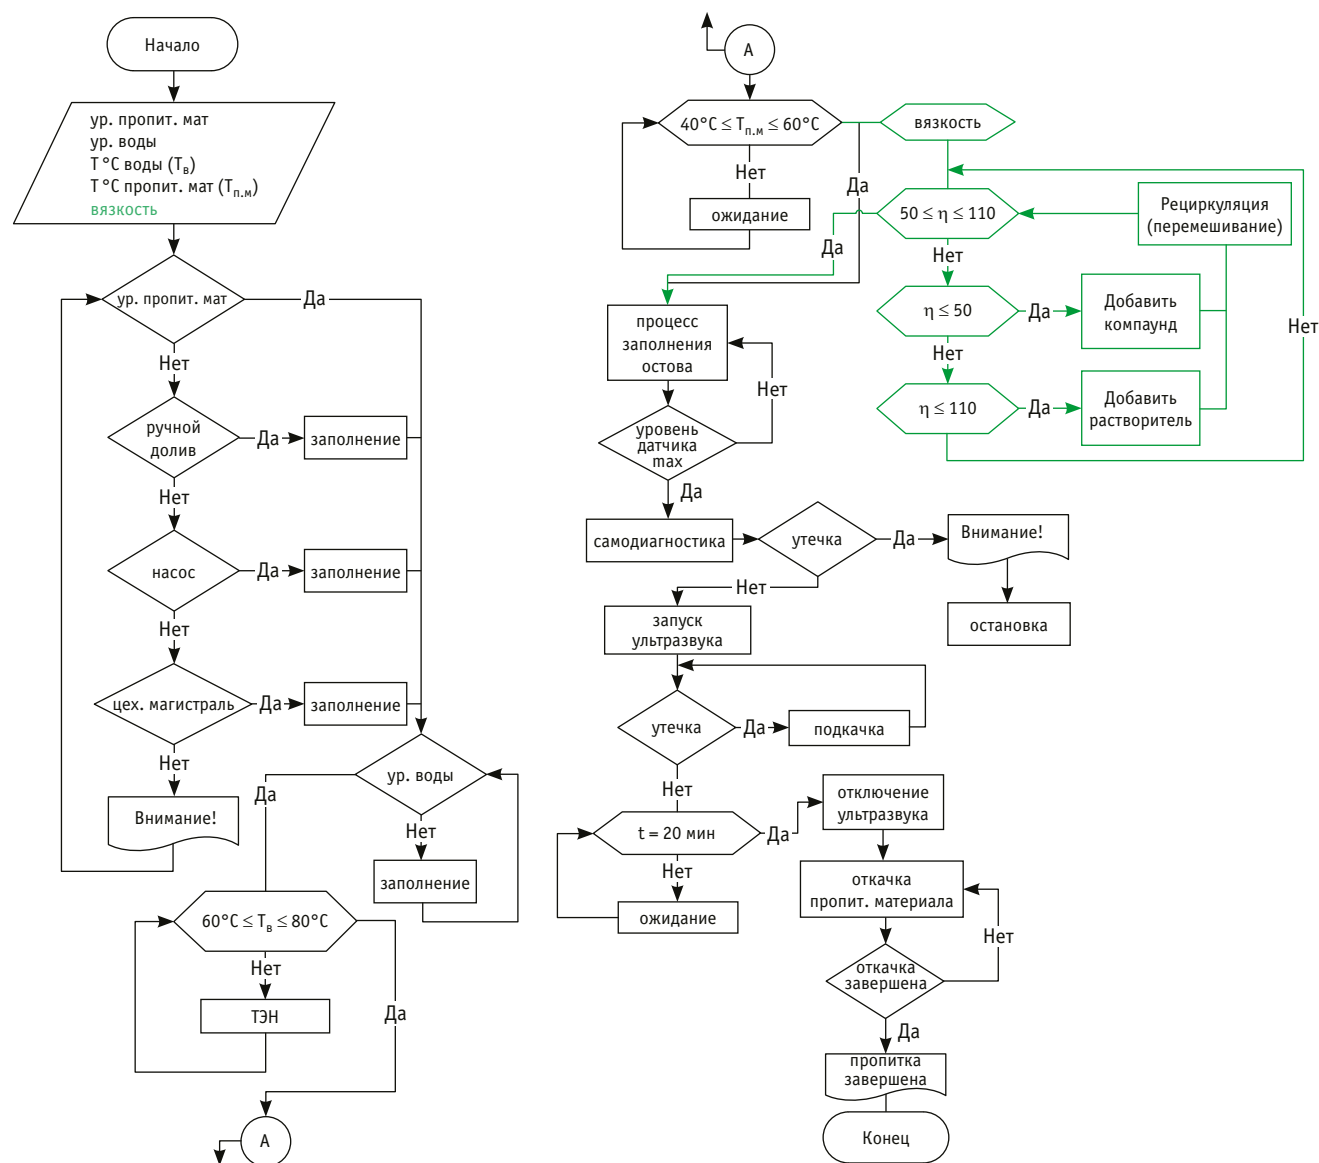 Начало
ур. пропит. мат
ур. воды
T °C воды (Tв)
T °C пропит. мат (Tп.м)
вязкость
ур. пропит. мат
Да
Нет
ручной
долив
Да
заполнение
Нет
насос
Да
заполнение
Нет
цех. магистраль
Да
заполнение
Нет
Внимание!
ур. воды
Да
Нет
заполнение
60°C ≤ Tв ≤ 80°C
Нет
ТЭН
Да
А
А
40°C ≤ Tп.м ≤ 60°C
Нет
ожидание
Да
вязкость
50 ≤ η ≤ 110
Да
Нет
Рециркуляция
(перемешивание)
η ≤ 50
Да
Добавить
компаунд
Нет
Нет
η ≤ 110
Да
Добавить
растворитель
процесс
заполнения
остова
Нет
уровень
датчика
max
Да
самодиагностика
утечка
Да
Внимание!
остановка
Нет
запуск
ультразвука
утечка
Да
подкачка
Нет
t = 20 мин
Да
Нет
ожидание
отключение
ультразвука
откачка
пропит. материала
Нет
откачка
завершена
Да
пропитка
завершена
Конец